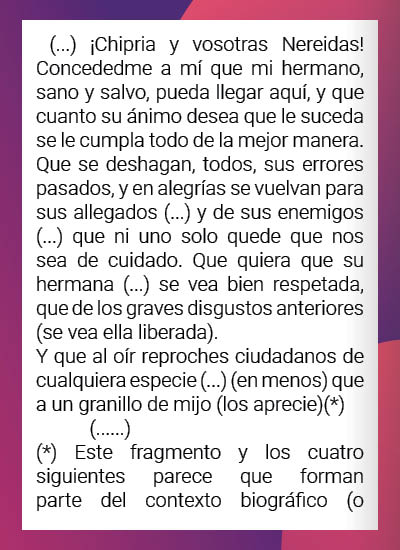 (...) ¡Chipria y vosotras Nereidas!
Concededme a mí que mi hermano,
sano y salvo, pueda llegar aquí, y que
cuanto su ánimo desea que le suceda
se le cumpla todo de la mejor manera.
Que se deshagan, todos, sus errores
pasados, y en alegrías se vuelvan para
sus allegados (...) y de sus enemigos
(...) que ni uno solo quede que nos
sea de cuidado. Que quiera que su
hermana (...) se vea bien respetada,
que de los graves disgustos anteriores
(se vea ella liberada).
Y que al oír reproches ciudadanos de
cualquiera especie (...) (en menos) que
a un granillo de mijo (los aprecie)(*)
(......)
(*) Este fragmento y los cuatro
siguientes parece que forman
parte del contexto biográfico (o